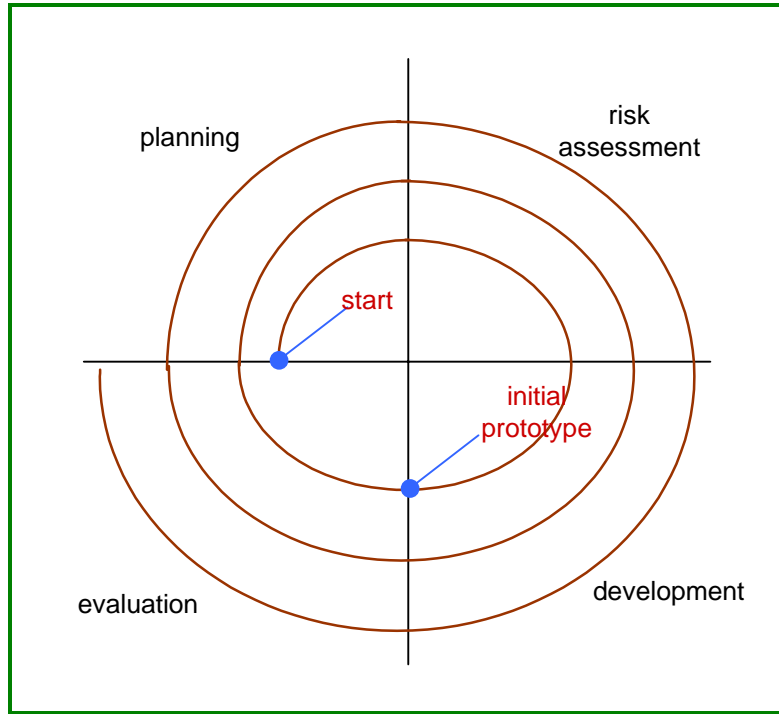 planning
risk
assessment
start
initial
prototype
evaluation
development